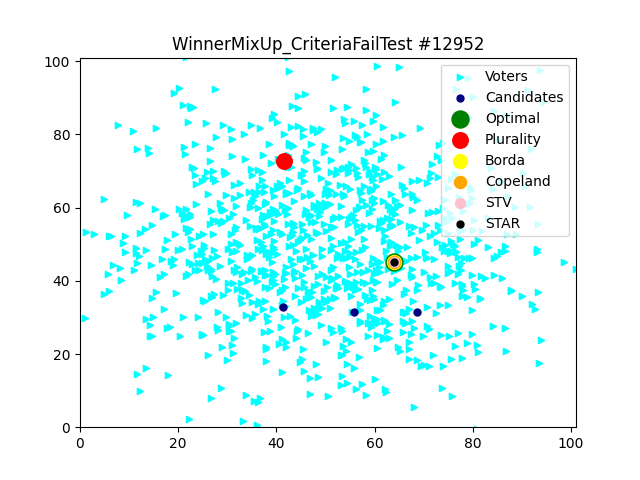 WinnerMixUp_CriteriaFailTest #12952
100
80
60
40
20
0
0
20
40
60
80
100
Voters
Candidates
Optimal
Plurality
Borda
Copeland
STV
STAR